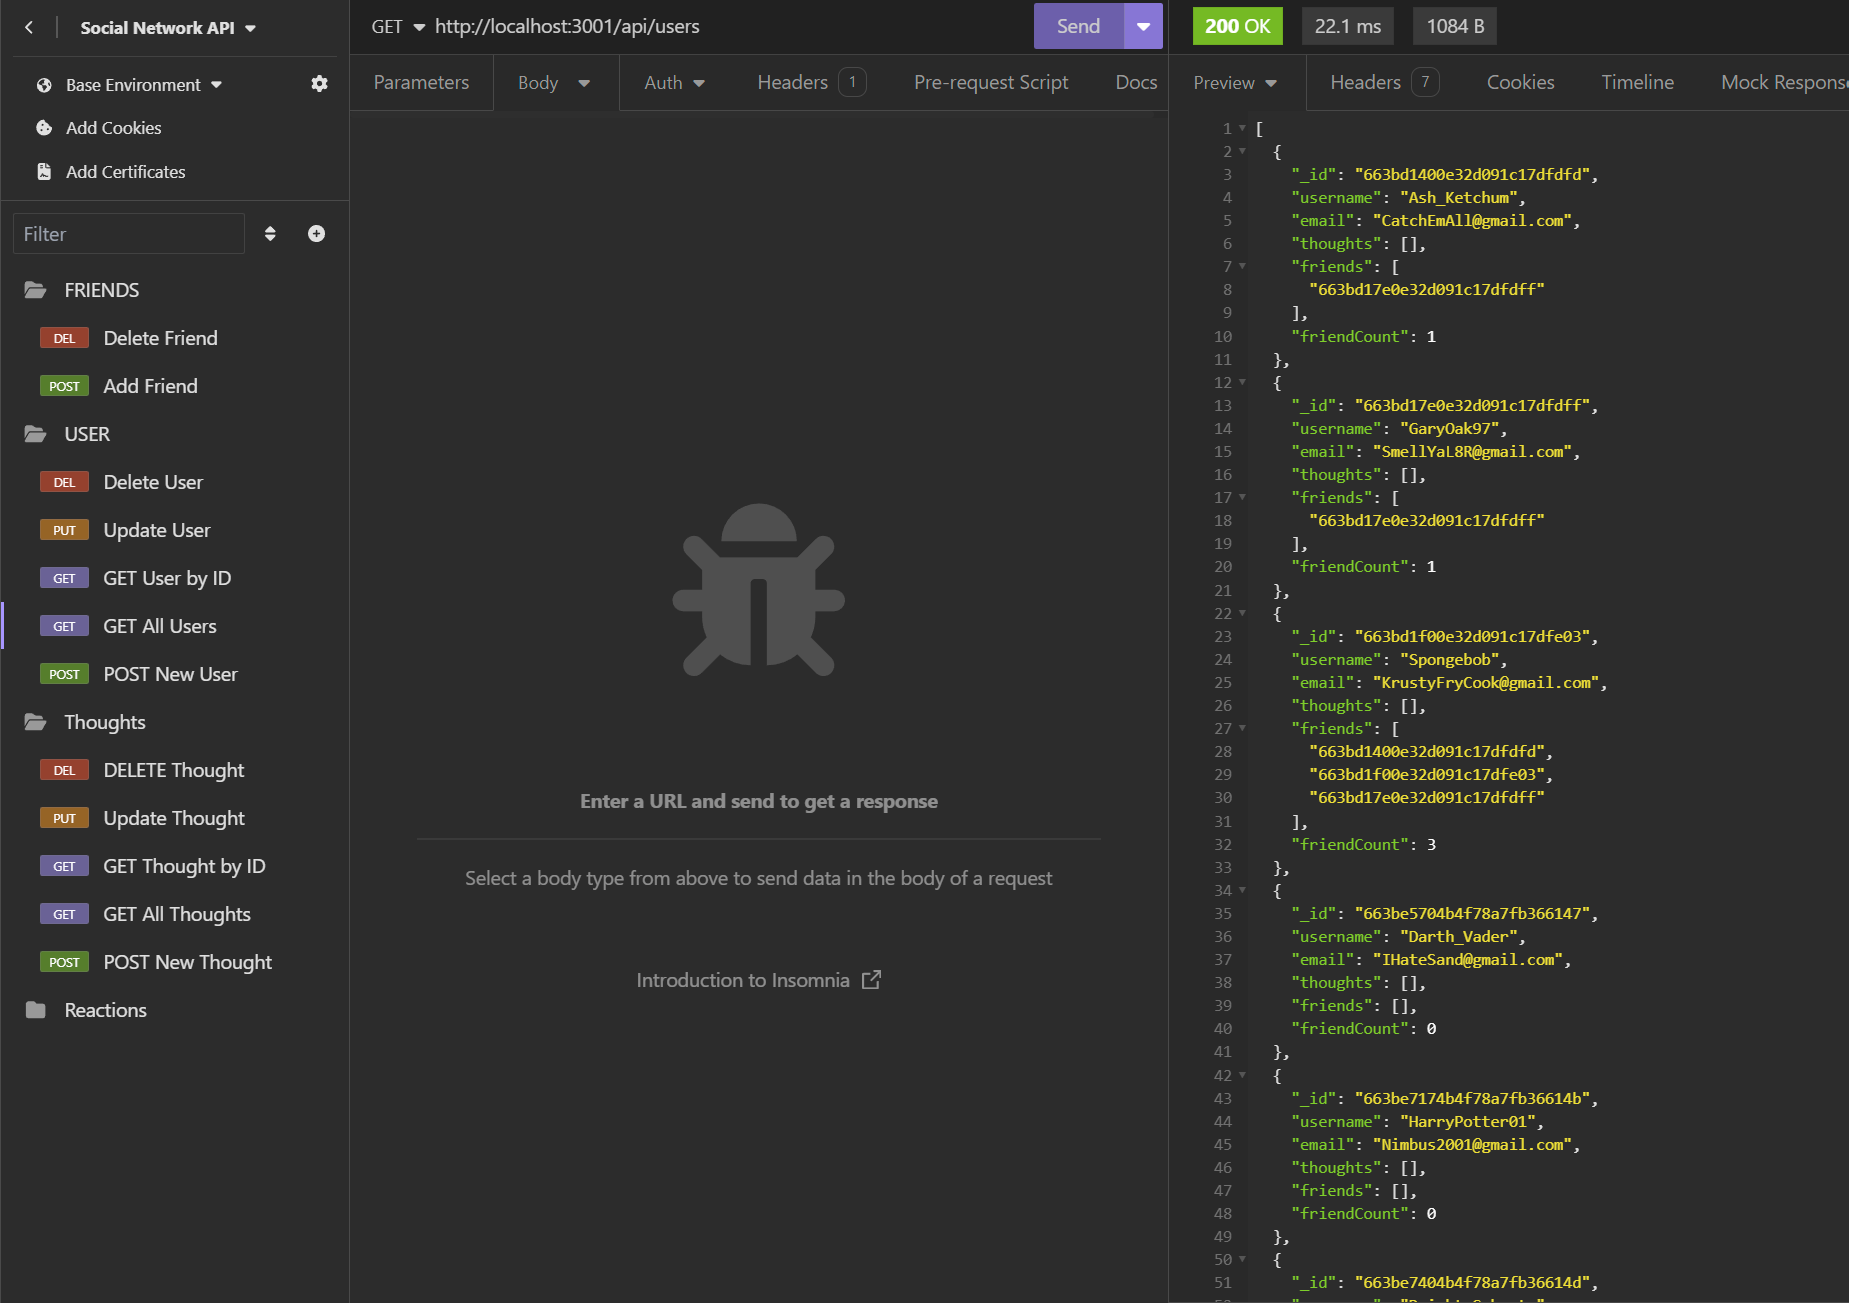 Social Network API
Base Environment
Add Cookies
Add Certificates
Filter
FRIENDS
DEL Delete Friend
POST Add Friend
USER
DEL Delete User
PUT Update User
GET GET User by ID
GET GET All Users
POST POST New User
Thoughts
DEL DELETE Thought
PUT Update Thought
GET GET Thought by ID
GET GET All Thoughts
POST POST New Thought
Reactions
GET http://localhost:3001/api/users Send
Parameters Body Auth Headers 1 Pre-request Script Docs
Enter a URL and send to get a response
Select a body type from above to send data in the body of a request
Introduction to Insomnia
200 OK 22.1 ms 1084 B
Preview Headers 7 Cookies Timeline Mock Respons
1 [
2 {
3 "_id": "663bd1400e32d091c17dfdfd",
4 "username": "Ash_Ketchum",
5 "email": "CatchEmAll@gmail.com",
6 "thoughts": [],
7 "friends": [
8 "663bd17e0e32d091c17dfdff"
9 ],
10 "friendCount": 1
11 },
12 {
13 "_id": "663bd17e0e32d091c17dfdff",
14 "username": "GaryOak97",
15 "email": "SmellYaL8R@gmail.com",
16 "thoughts": [],
17 "friends": [
18 "663bd17e0e32d091c17dfdff"
19 ],
20 "friendCount": 1
21 },
22 {
23 "_id": "663bd1f00e32d091c17dfe03",
24 "username": "Spongebob",
25 "email": "KrustyFryCook@gmail.com",
26 "thoughts": [],
27 "friends": [
28 "663bd1400e32d091c17dfdfd",
29 "663bd1f00e32d091c17dfe03",
30 "663bd17e0e32d091c17dfdff"
31 ],
32 "friendCount": 3
33 },
34 {
35 "_id": "663be5704b4f78a7fb366147",
36 "username": "Darth_Vader",
37 "email": "IHateSand@gmail.com",
38 "thoughts": [],
39 "friends": [],
40 "friendCount": 0
41 },
42 {
43 "_id": "663be7174b4f78a7fb36614b",
44 "username": "HarryPotter01",
45 "email": "Nimbus2001@gmail.com",
46 "thoughts": [],
47 "friends": [],
48 "friendCount": 0
49 },
50 {
51 "_id": "663be7404b4f78a7fb36614d",